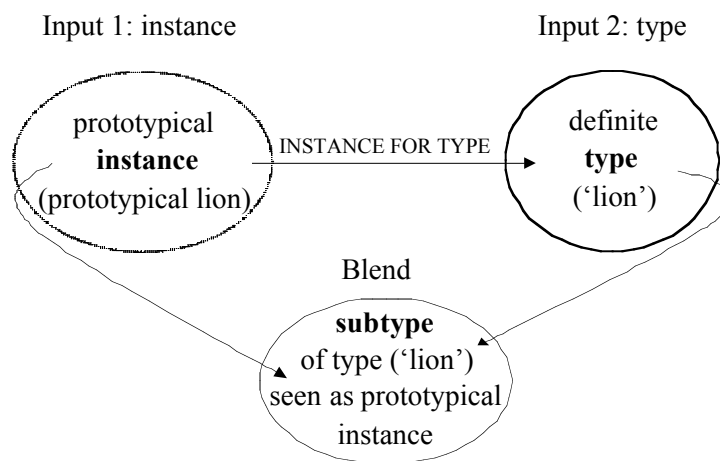 Input 1: instance
Input 2: type
prototypical
instance
(prototypical lion)
INSTANCE FOR TYPE
definite
type
(‘lion’)
Blend
subtype
of type (‘lion’)
seen as prototypical
instance